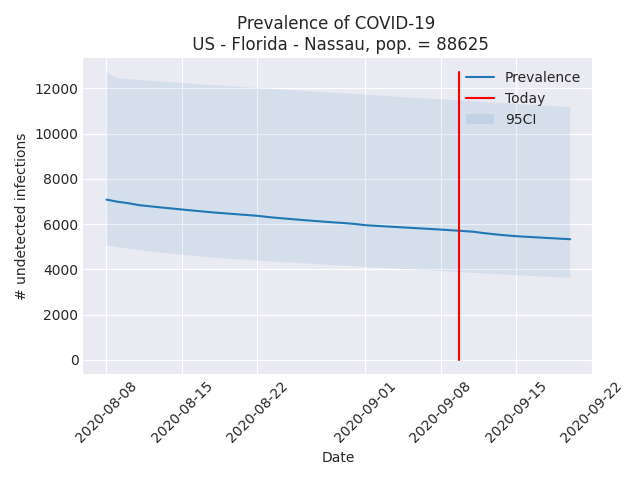 Prevalence of COVID-19
US - Florida - Nassau, pop. = 88625
Prevalence
Today
95CI
# undetected infections
12000
10000
8000
6000
4000
2000
0
2020-08-08
2020-08-15
2020-08-22
2020-09-01
2020-09-08
2020-09-15
2020-09-22
Date